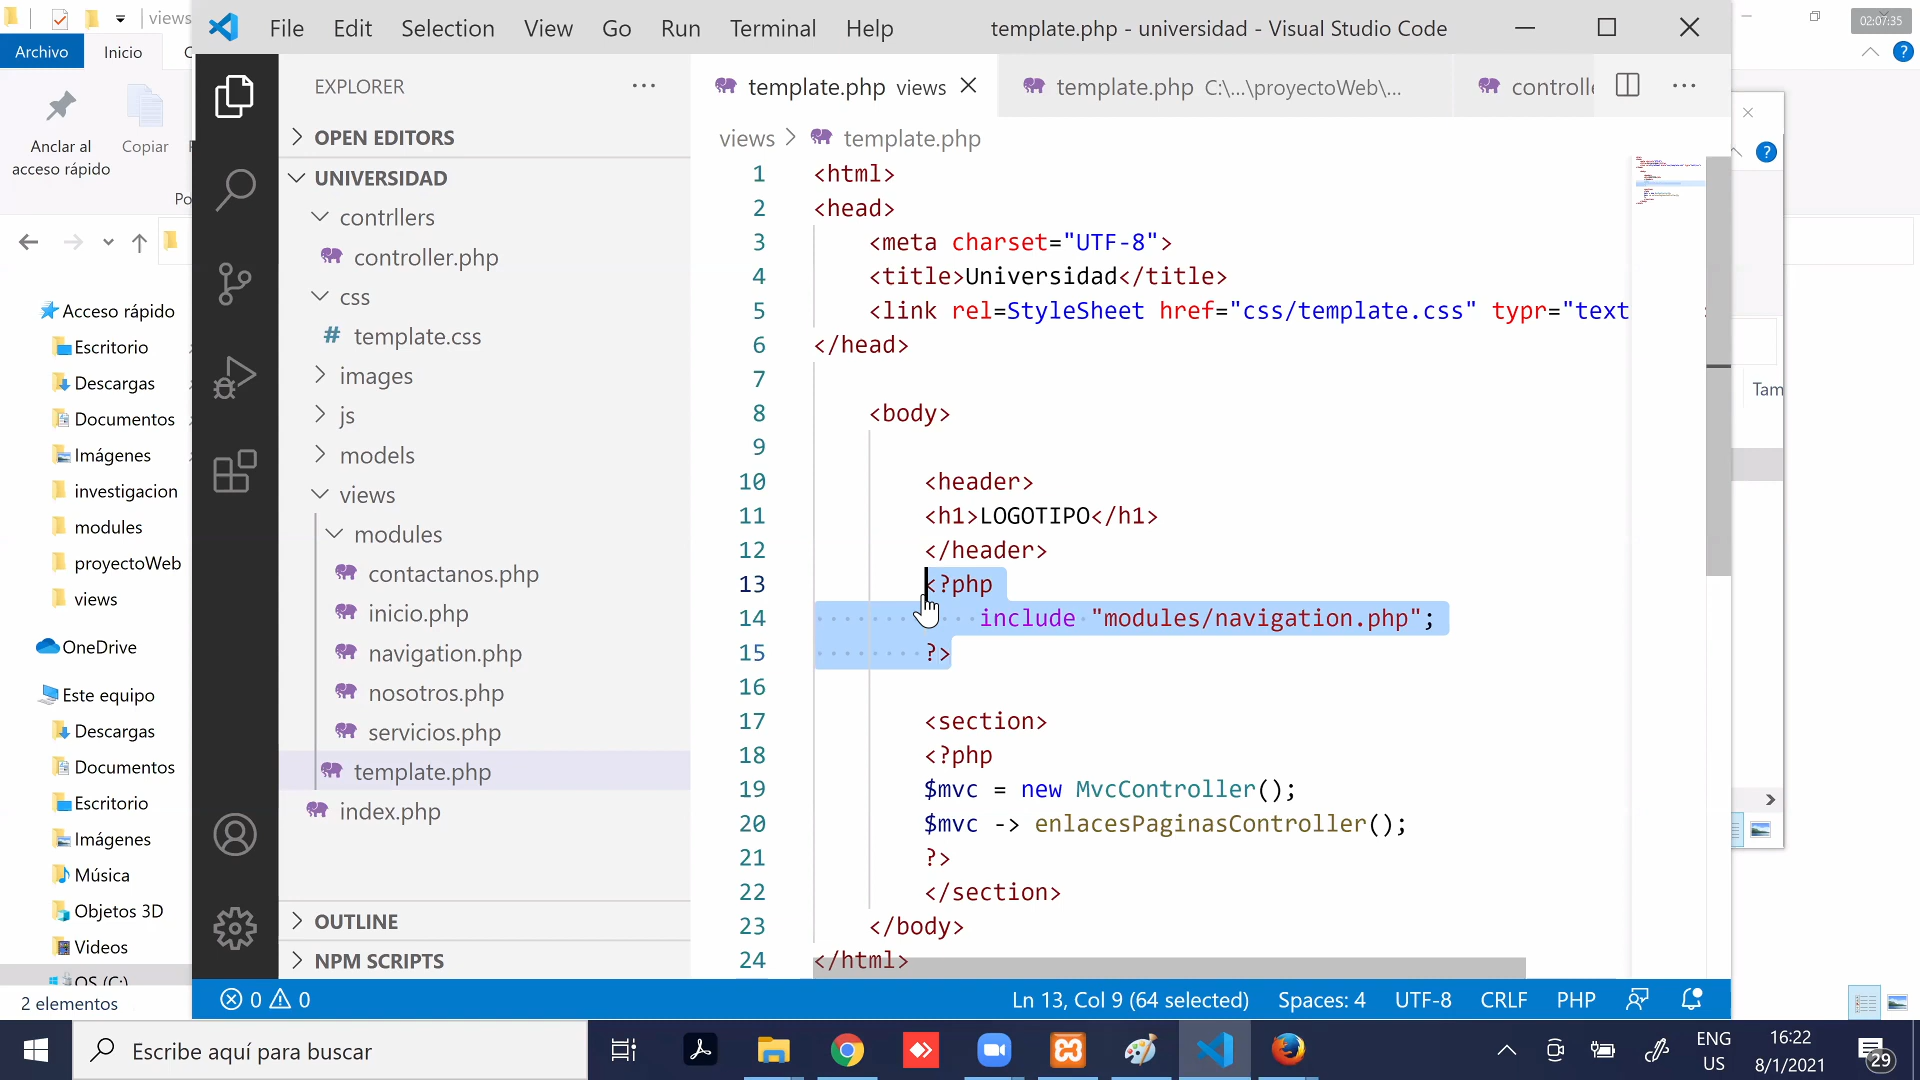 views
File Edit Selection View Go Run Terminal Help
template.php - universidad - Visual Studio Code
02:07:35
Archivo Inicio
Anclar al
acceso rápido
Copiar
Acceso rápido
Escritorio
Descargas
Documentos
Imágenes
investigacion
modules
proyectoWeb
views
OneDrive
Este equipo
Descargas
Documentos
Escritorio
Imágenes
Música
Objetos 3D
Videos
OS (C:)
2 elementos
EXPLORER
OPEN EDITORS
UNIVERSIDAD
contrllers
controller.php
css
# template.css
images
js
models
views
modules
contactanos.php
inicio.php
navigation.php
nosotros.php
servicios.php
template.php
index.php
OUTLINE
NPM SCRIPTS
template.php views
template.php C:\...\proyectoWeb\...
controlle
views > template.php
1 <html>
2 <head>
3 <meta charset="UTF-8">
4 <title>Universidad</title>
5 <link rel=StyleSheet href="css/template.css" typr="text
6 </head>
7
8 <body>
9
10 <header>
11 <h1>LOGOTIPO</h1>
12 </header>
13 <?php
14 include "modules/navigation.php";
15 ?>
16
17 <section>
18 <?php
19 $mvc = new MvcController();
20 $mvc -> enlacesPaginasController();
21 ?>
22 </section>
23 </body>
24 </html>
Tam
0 0
Ln 13, Col 9 (64 selected)
Spaces: 4
UTF-8
CRLF
PHP
Escribe aquí para buscar
ENG
US
16:22
8/1/2021
29